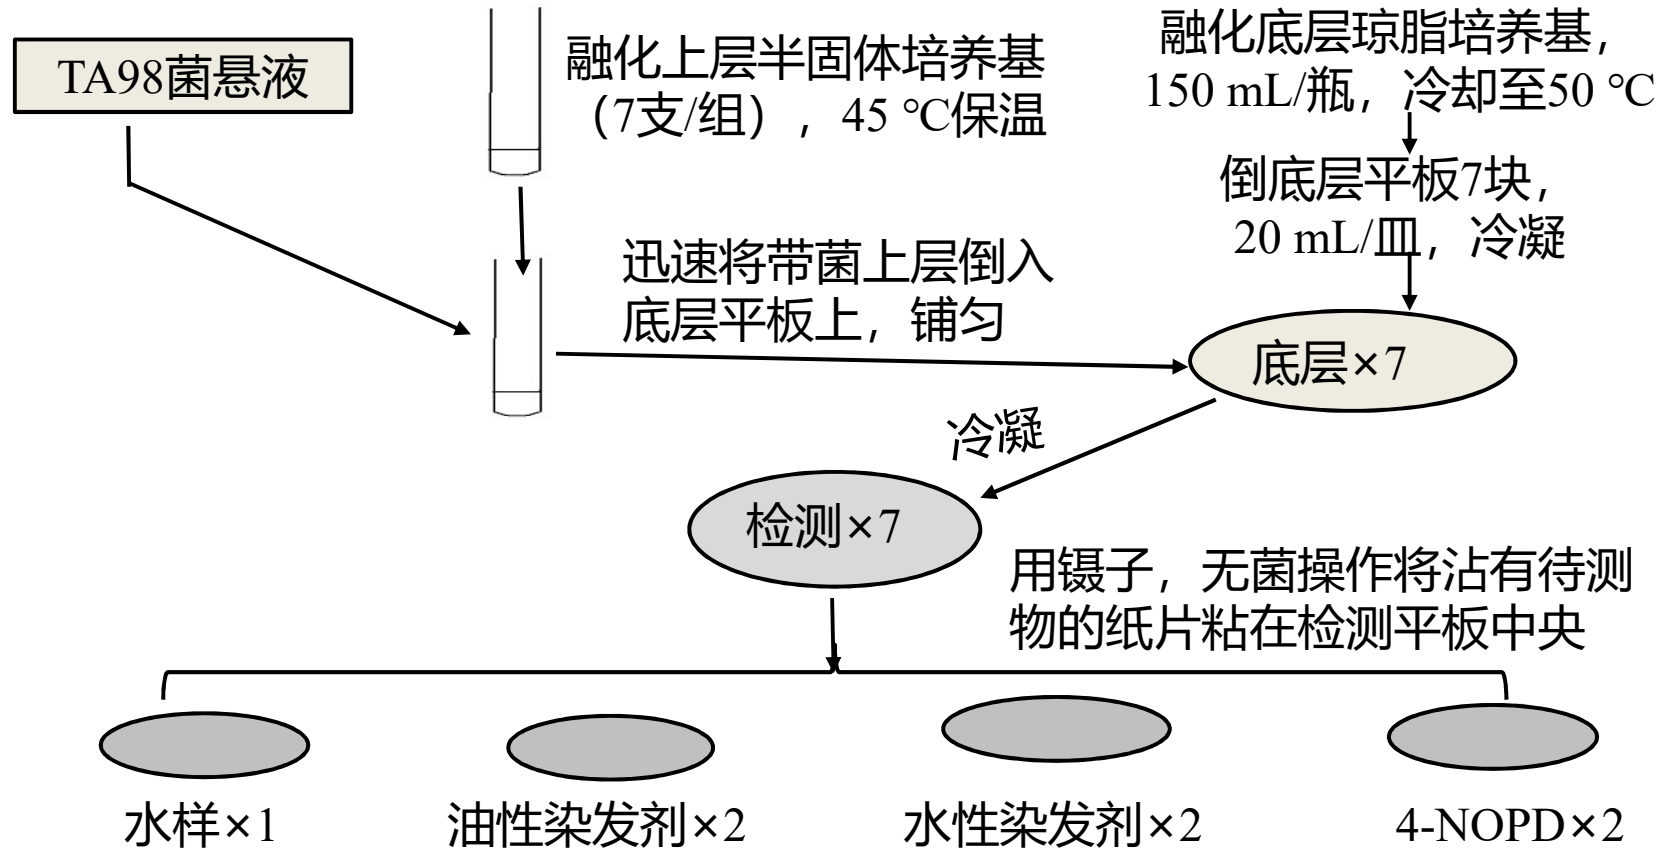 TA98菌悬液
融化上层半固体培养基
（7支/组），45 ℃保温
融化底层琼脂培养基，
150 mL/瓶，冷却至50 ℃
倒底层平板7块，
20 mL/皿，冷凝
迅速将带菌上层倒入
底层平板上，铺匀
底层×7
冷凝
检测×7
用镊子，无菌操作将沾有待测
物的纸片粘在检测平板中央
水样×1
油性染发剂×2
水性染发剂×2
4-NOPD×2